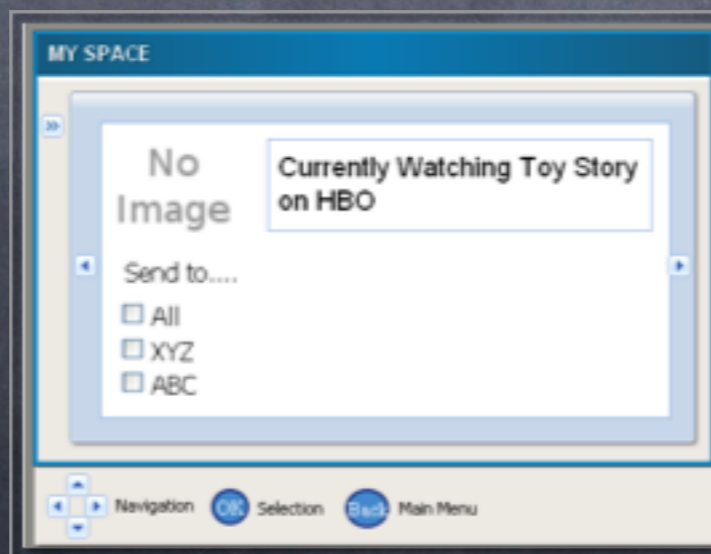 MY SPACE
No
Image
Currently Watching Toy Story
on HBO
Send to....
All
XYZ
ABC
Navigation
OK
Selection
Back
Main Menu